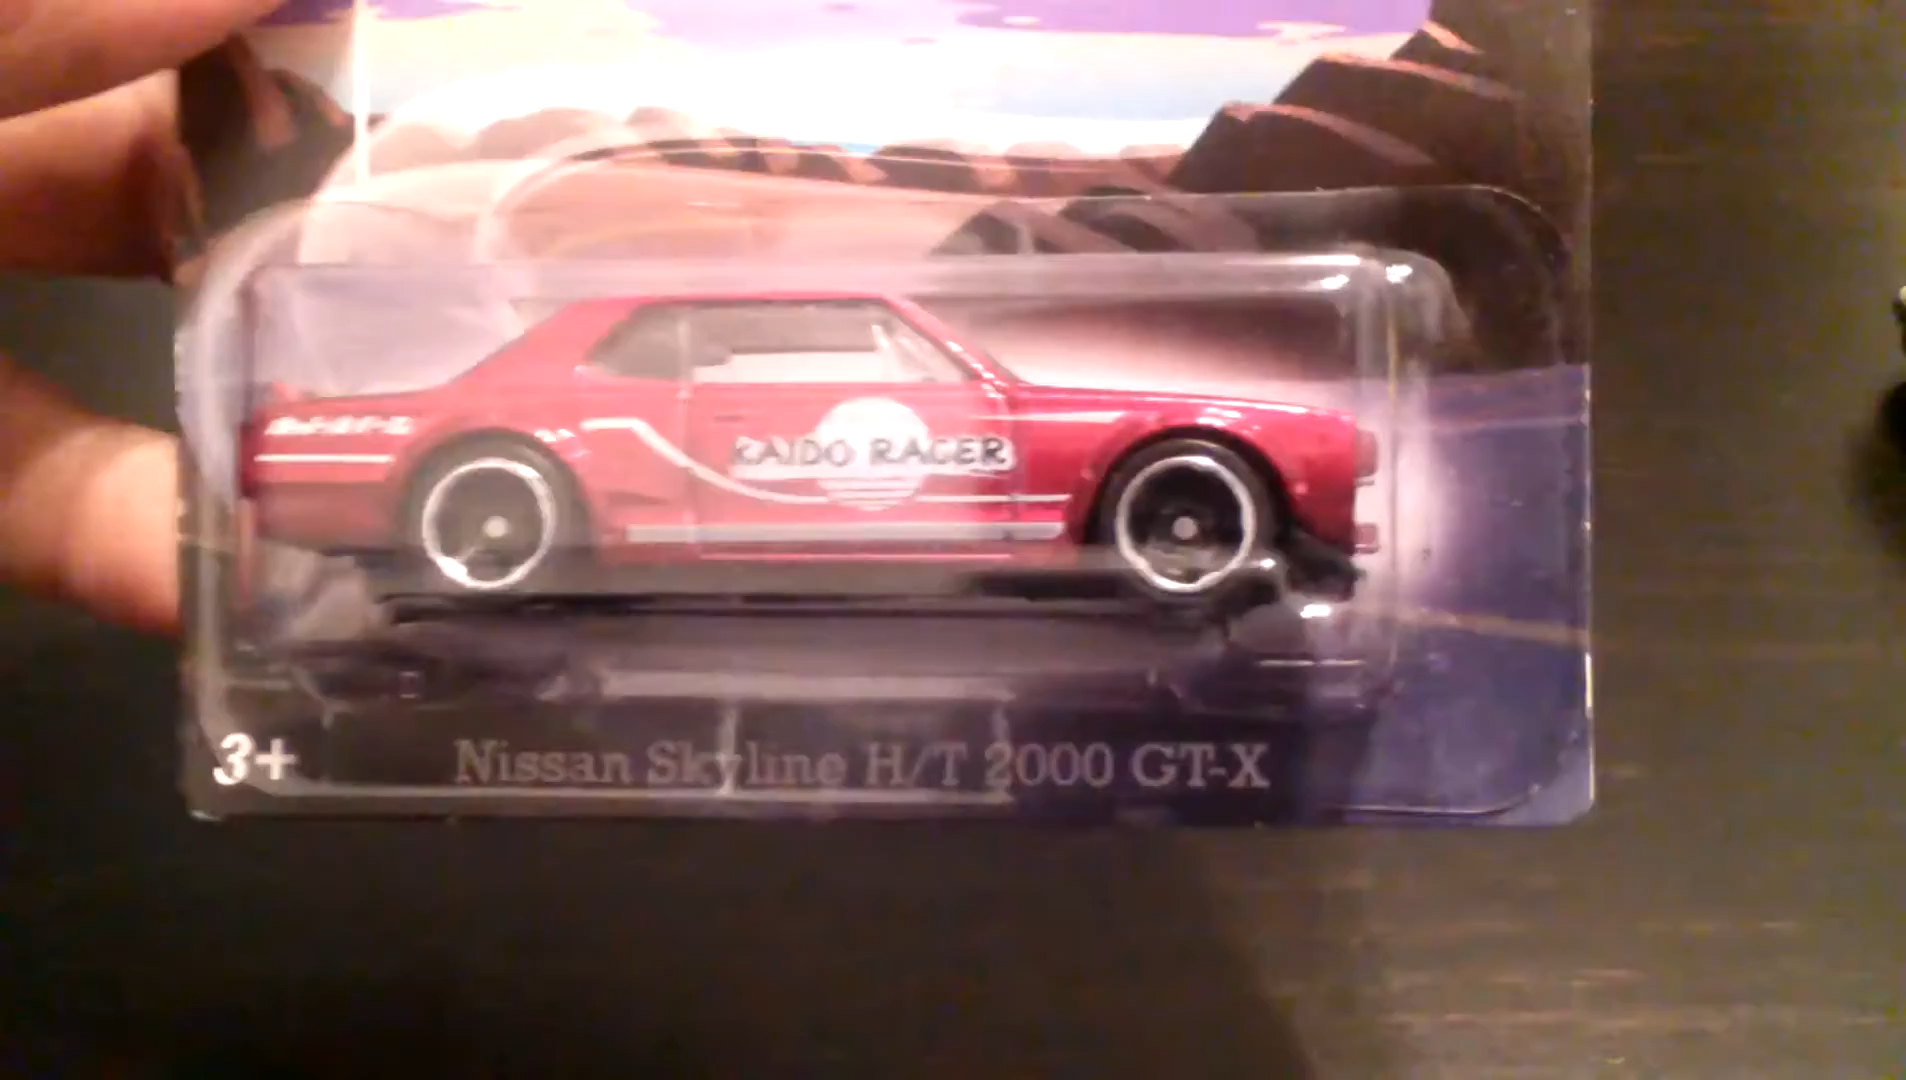 RAIDO RACER
3+
Nissan Skyline H/T 2000 GT-X